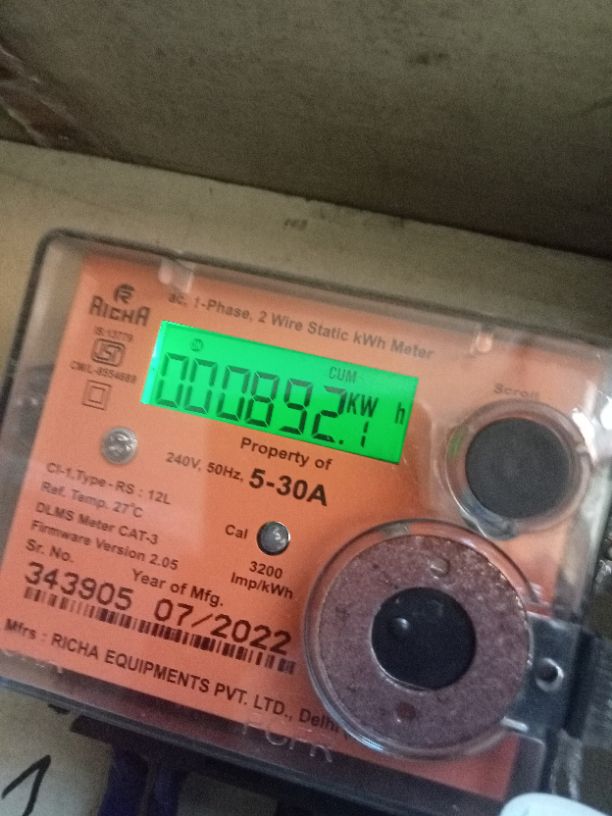 RICHA
ac, 1-Phase, 2 Wire Static kWh Meter
IS:13779
ISI
CM/L-8554689
CUM
000892.1 KW h
Scroll
Property of
240V, 50Hz, 5-30A
Cl-1,Type - RS : 12L
Ref. Temp. 27°C
DLMS Meter CAT-3
Firmware Version 2.05
Cal
3200
Imp/kWh
Sr. No.
Year of Mfg.
343905 07/2022
Mfrs : RICHA EQUIPMENTS PVT. LTD., Delhi
1